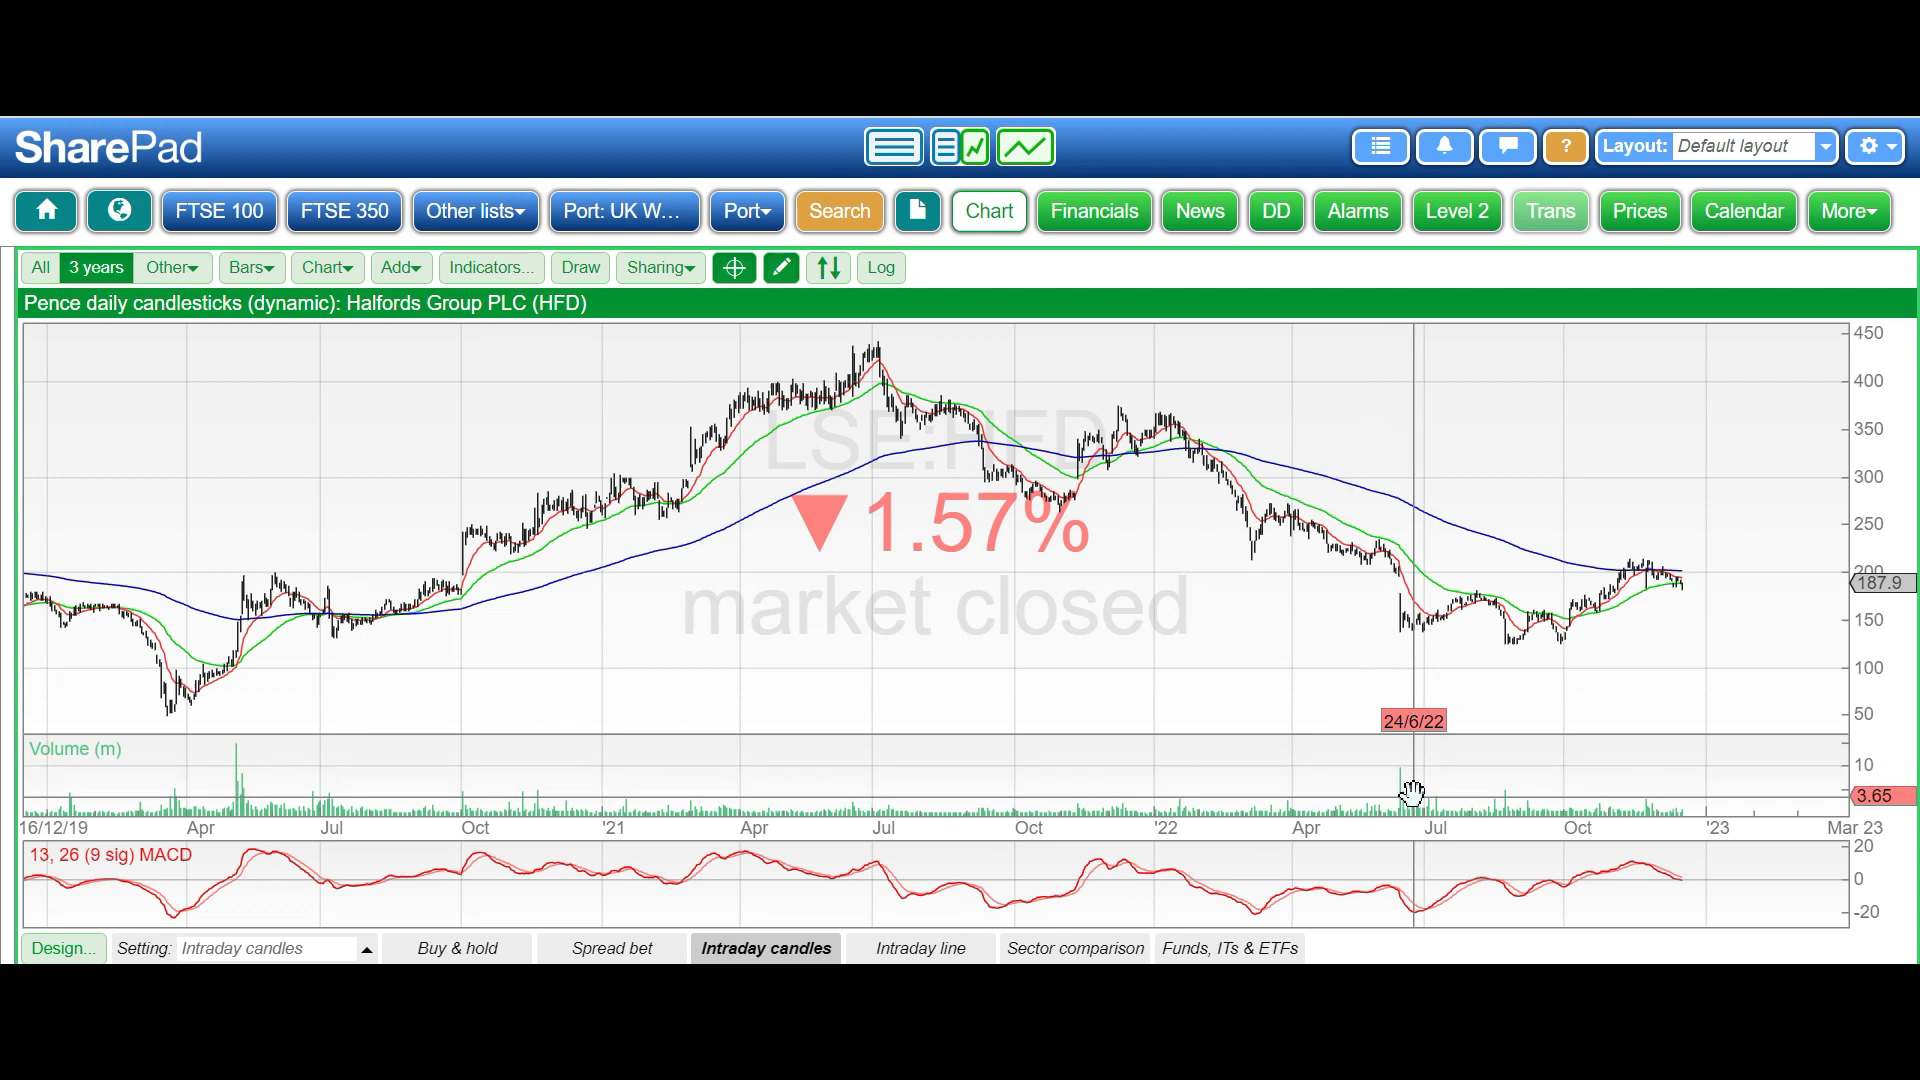 SharePad
? Layout: Default layout
FTSE 100 FTSE 350 Other lists Port: UK W... Port Search Chart Financials News DD Alarms Level 2 Trans Prices Calendar More
All 3 years Other Bars Chart Add Indicators... Draw Sharing Log
Pence daily candlesticks (dynamic): Halfords Group PLC (HFD)
450
400
350
LSE:HFD
300
1.57%
250
200
187.9
market closed
150
100
50
24/6/22
Volume (m)
10
3.65
16/12/19 Apr Jul Oct '21 Apr Jul Oct '22 Apr Jul Oct '23 Mar 23
13, 26 (9 sig) MACD
20
0
-20
Design... Setting: Intraday candles Buy & hold Spread bet Intraday candles Intraday line Sector comparison Funds, ITs & ETFs